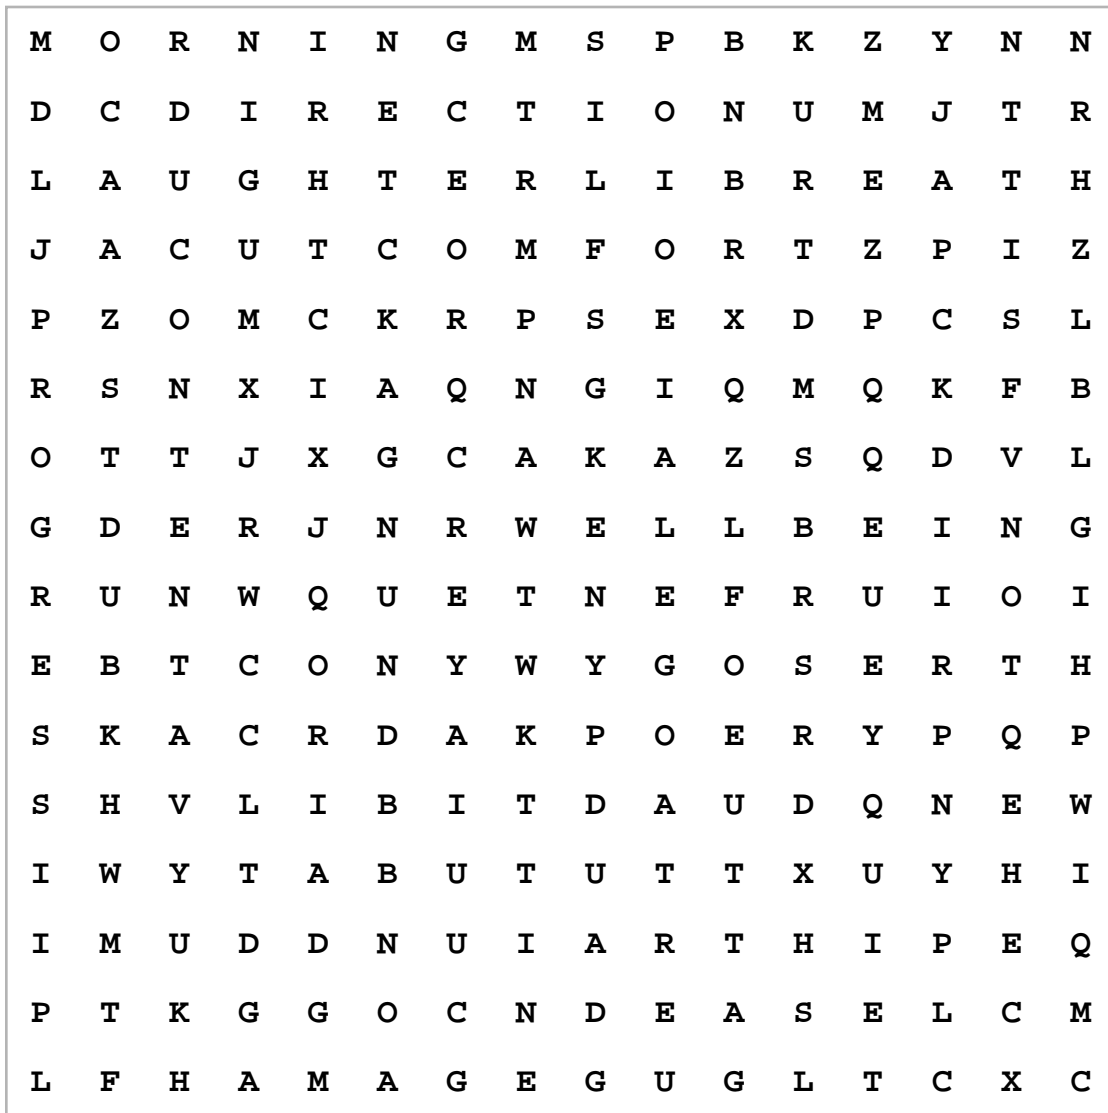 M O R N I N G M S P B K Z Y N N
D C D I R E C T I O N U M J T R
L A U G H T E R L I B R E A T H
J A C U T C O M F O R T Z P I Z
P Z O M C K R P S E X D P C S L
R S N X I A Q N G I Q M Q K F B
O T T J X G C A K A Z S Q D V L
G D E R J N R W E L L B E I N G
R U N W Q U E T N E F R U I O I
E B T C O N Y W Y G O S E R T H
S K A C R D A K P O E R Y P Q P
S H V L I B I T D A U D Q N E W
I W Y T A B U T U T T X U Y H I
I M U D D N U I A R T H I P E Q
P T K G G O C N D E A S E L C M
L F H A M A G E G U G L T C X C